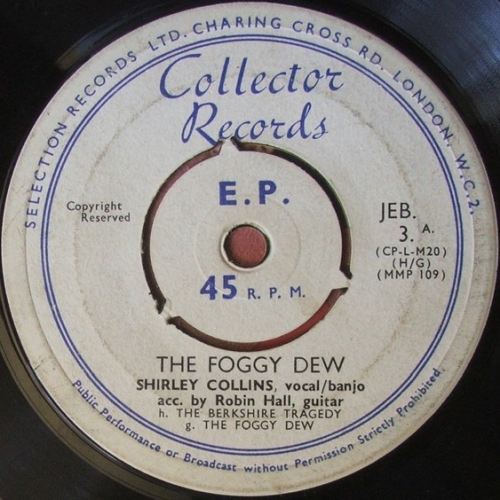 SELECTION RECORDS LTD. CHARING CROSS RD. LONDON. W.C.2.
Collector
Records
E.P.
Copyright
Reserved
JEB.
3. A.
(CP-L-M20)
(H/G)
(MMP 109)
45 R.P.M.
THE FOGGY DEW
SHIRLEY COLLINS, vocal/banjo
acc. by Robin Hall, guitar
h. THE BERKSHIRE TRAGEDY
g. THE FOGGY DEW
Public Performance or Broadcast without Permission Strictly Prohibited.